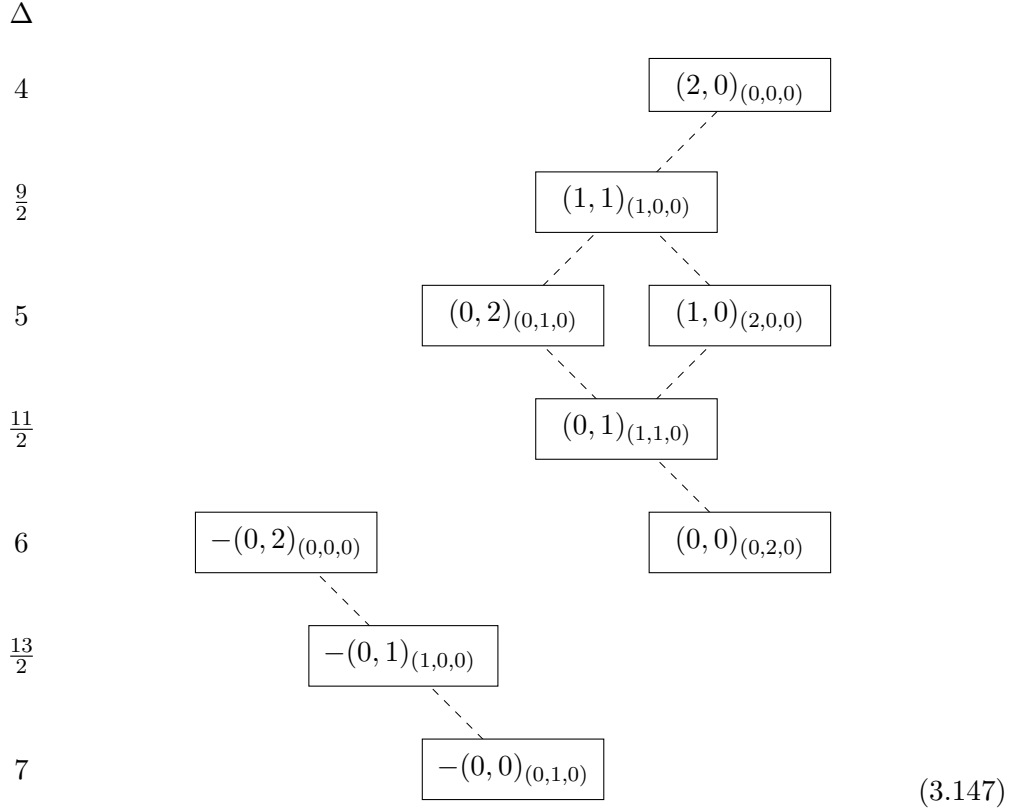 Δ
4 (2, 0)(0,0,0)
9/2 (1, 1)(1,0,0)
5 (0, 2)(0,1,0) (1, 0)(2,0,0)
11/2 (0, 1)(1,1,0)
6 −(0, 2)(0,0,0) (0, 0)(0,2,0)
13/2 −(0, 1)(1,0,0)
7 −(0, 0)(0,1,0) (3.147)